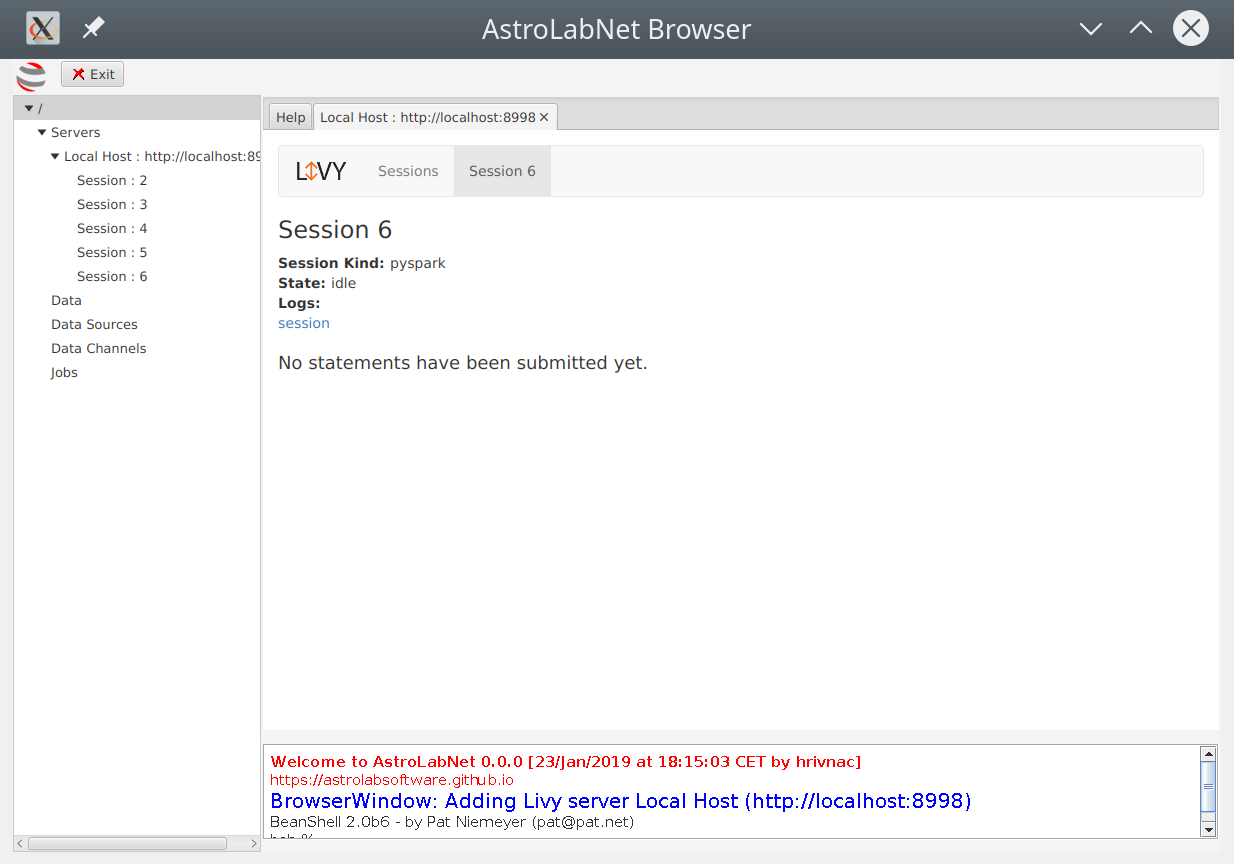 AstroLabNet Browser
Exit
/
Servers
Local Host : http://localhost:89
Session : 2
Session : 3
Session : 4
Session : 5
Session : 6
Data
Data Sources
Data Channels
Jobs
Help
Local Host : http://localhost:8998
LIVY Sessions Session 6
Session 6
Session Kind: pyspark
State: idle
Logs:
session
No statements have been submitted yet.
Welcome to AstroLabNet 0.0.0 [23/Jan/2019 at 18:15:03 CET by hrivnac]
https://astrolabsoftware.github.io
BrowserWindow: Adding Livy server Local Host (http://localhost:8998)
BeanShell 2.0b6 - by Pat Niemeyer (pat@pat.net)